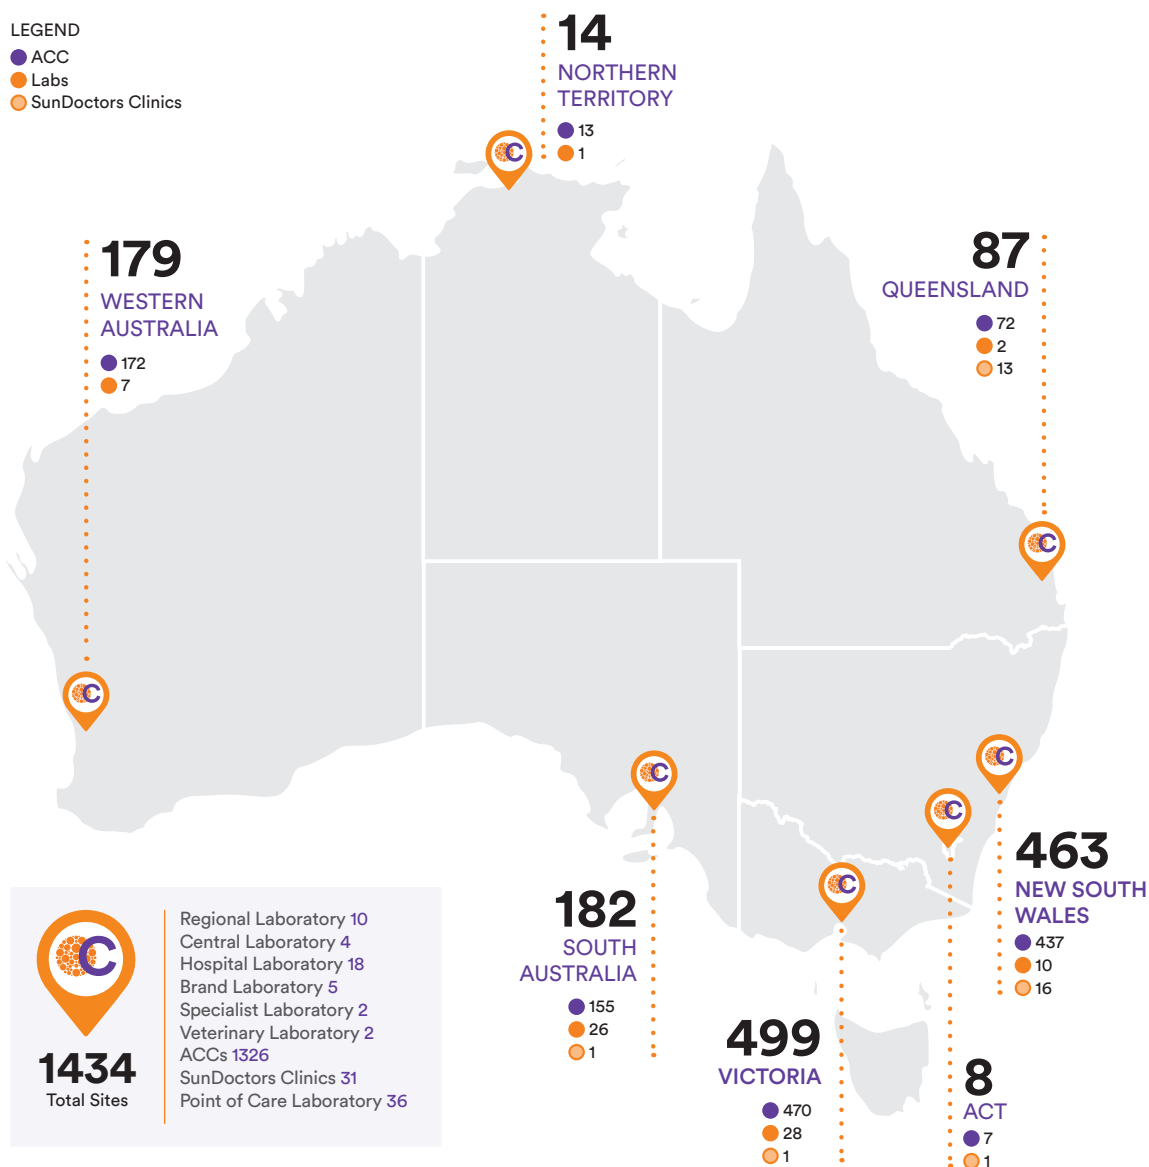 LEGEND
ACC
Labs
SunDoctors Clinics
14
NORTHERN
TERRITORY
13
1
179
WESTERN
AUSTRALIA
172
7
87
QUEENSLAND
72
2
13
463
NEW SOUTH
WALES
437
10
16
182
SOUTH
AUSTRALIA
155
26
1
499
VICTORIA
470
28
1
8
ACT
7
1
1434
Total Sites
Regional Laboratory 10
Central Laboratory 4
Hospital Laboratory 18
Brand Laboratory 5
Specialist Laboratory 2
Veterinary Laboratory 2
ACCs 1326
SunDoctors Clinics 31
Point of Care Laboratory 36